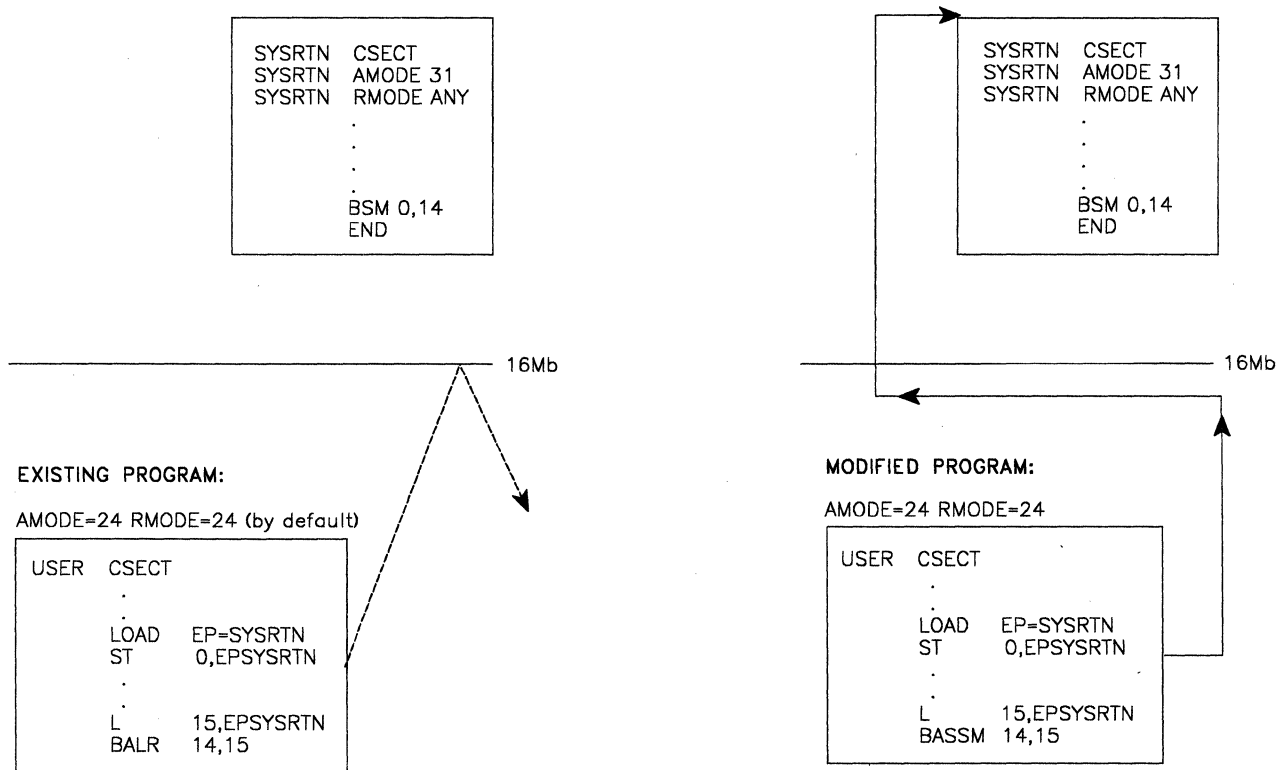 SYSRTN CSECT
SYSRTN AMODE 31
SYSRTN RMODE ANY
.
.
.
.
BSM 0,14
END
16Mb
EXISTING PROGRAM:
AMODE=24 RMODE=24 (by default)
USER CSECT
.
.
LOAD EP=SYSRTN
ST 0,EPSYSRTN
.
.
L 15,EPSYSRTN
BALR 14,15
SYSRTN CSECT
SYSRTN AMODE 31
SYSRTN RMODE ANY
.
.
.
.
BSM 0,14
END
16Mb
MODIFIED PROGRAM:
AMODE=24 RMODE=24
USER CSECT
.
.
LOAD EP=SYSRTN
ST 0,EPSYSRTN
.
.
L 15,EPSYSRTN
BASSM 14,15